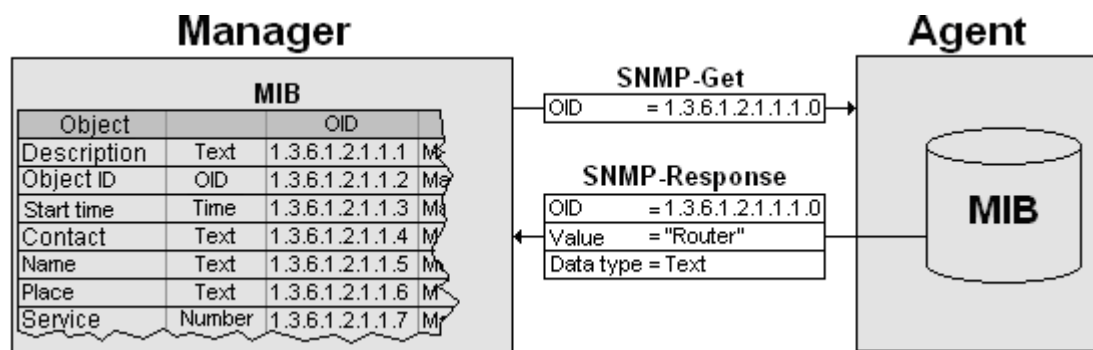 Manager
Agent
MIB
Object OID
Description Text 1.3.6.1.2.1.1.1
Object ID OID 1.3.6.1.2.1.1.2
Start time Time 1.3.6.1.2.1.1.3
Contact Text 1.3.6.1.2.1.1.4
Name Text 1.3.6.1.2.1.1.5
Place Text 1.3.6.1.2.1.1.6
Service Number 1.3.6.1.2.1.1.7
SNMP-Get
OID = 1.3.6.1.2.1.1.1.0
SNMP-Response
OID = 1.3.6.1.2.1.1.1.0
Value = "Router"
Data type = Text
MIB